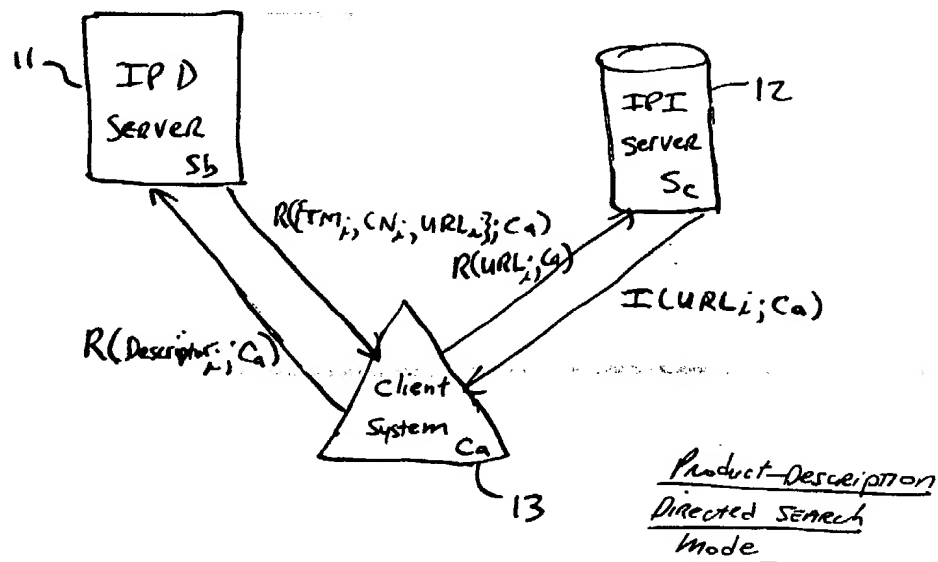 11
IPD
Server
Sb
12
IPI
Server
Sc
R({TMi, CNi, URLi}; Ca)
R(URLi; Ca)
I(URLi; Ca)
R(Descriptori; Ca)
Client
System
Ca
13
Product-Description
Directed Search
Mode